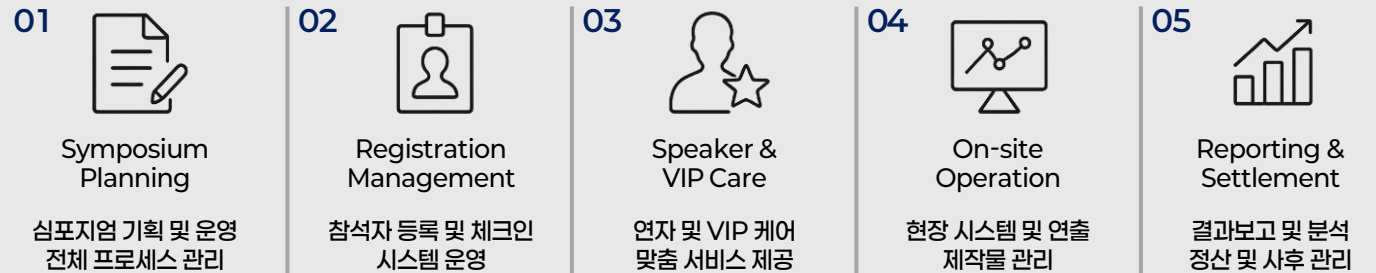 01
Symposium
Planning
심포지엄 기획 및 운영
전체 프로세스 관리
02
Registration
Management
참석자 등록 및 체크인
시스템 운영
03
Speaker &
VIP Care
연자 및 VIP 케어
맞춤 서비스 제공
04
On-site
Operation
현장 시스템 및 연출
제작물 관리
05
Reporting &
Settlement
결과보고 및 분석
정산 및 사후 관리